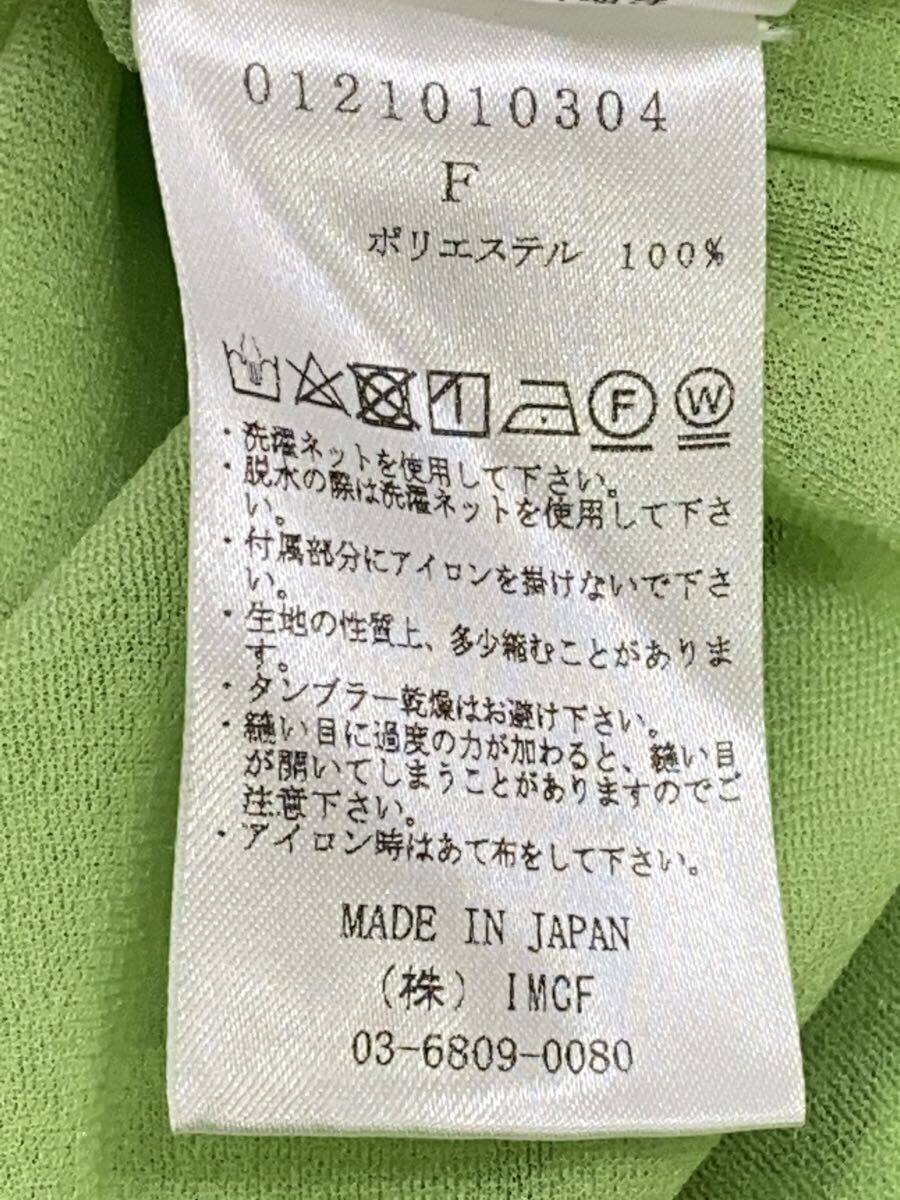 0121010304
F
ポリエステル 100%
F W
・洗濯ネットを使用して下さい。
・脱水の際は洗濯ネットを使用して下さ
い。
・付属部分にアイロンを掛けないで下さ
い。
・生地の性質上、多少縮むことがありま
す。
・タンブラー乾燥はお避け下さい。
・縫い目に過度の力が加わると、縫い目
が開いてしまうことがありますのでご
注意下さい。
・アイロン時はあて布をして下さい。
MADE IN JAPAN
(株) IMCF
03-6809-0080